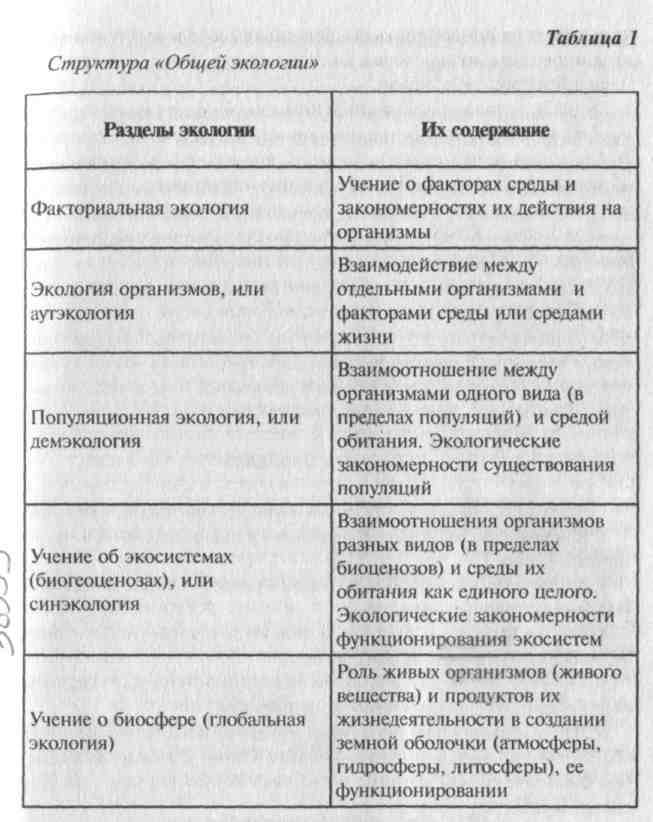 Таблица 1
Структура «Общей экологии»
Разделы экологии
Их содержание
Факториальная экология
Учение о факторах среды и
закономерностях их действия на
организмы
Экология организмов, или
аутэкология
Взаимодействие между
отдельными организмами и
факторами среды или средами
жизни
Популяционная экология, или
демэкология
Взаимоотношение между
организмами одного вида (в
пределах популяций) и средой
обитания. Экологические
закономерности существования
популяций
Учение об экосистемах
(биогеоценозах), или
синэкология
Взаимоотношения организмов
разных видов (в пределах
биоценозов) и среды их
обитания как единого целого.
Экологические закономерности
функционирования экосистем
Учение о биосфере (глобальная
экология)
Роль живых организмов (живого
вещества) и продуктов их
жизнедеятельности в создании
земной оболочки (атмосферы,
гидросферы, литосферы), ее
функционировании